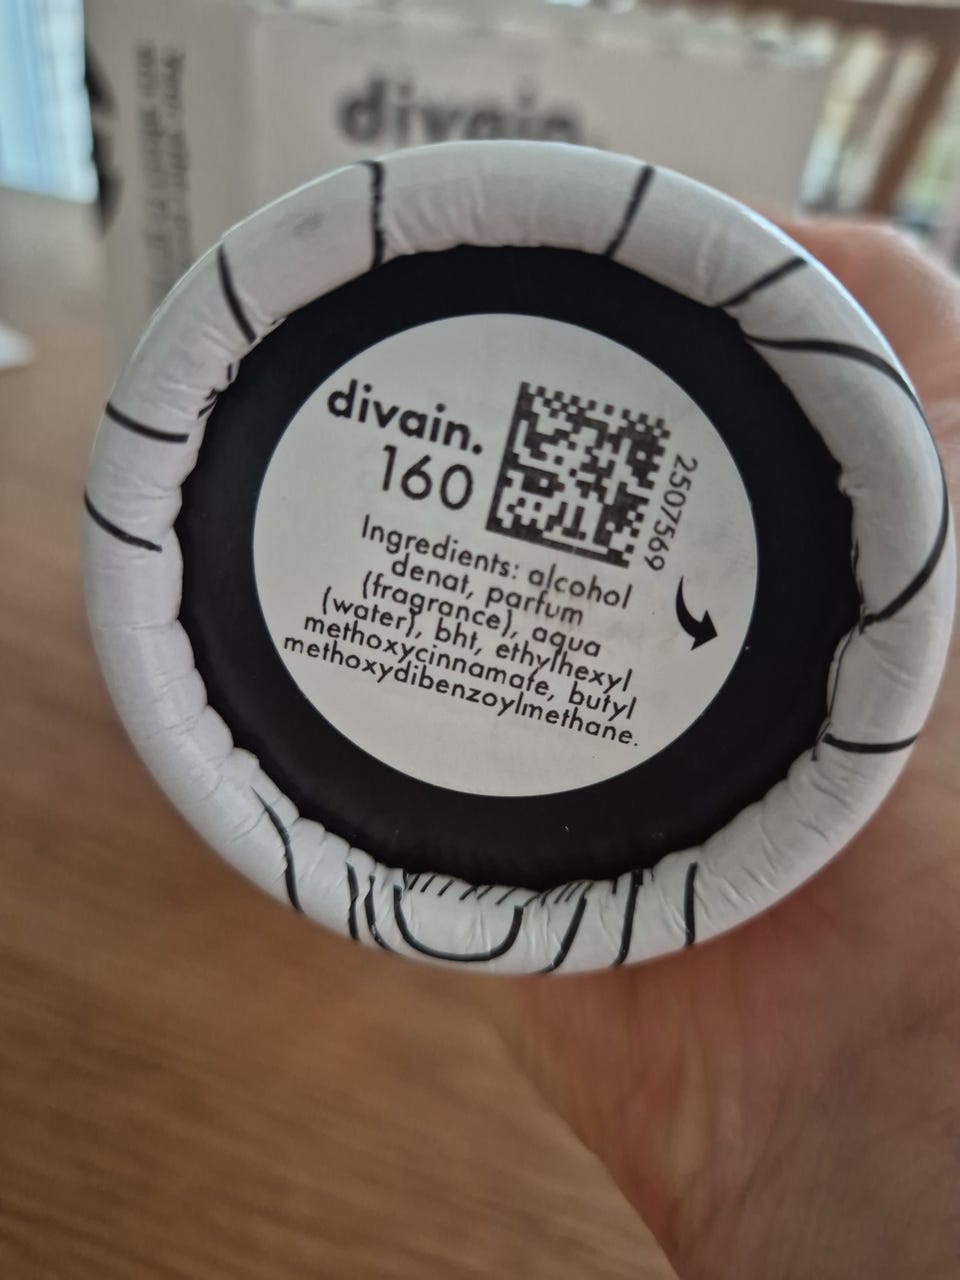 divain.
divain.
160
2507569
Ingredients: alcohol
denat, parfum
(fragrance), aqua
(water), bht, ethylhexyl
methoxycinnamate, butyl
methoxydibenzoylmethane.